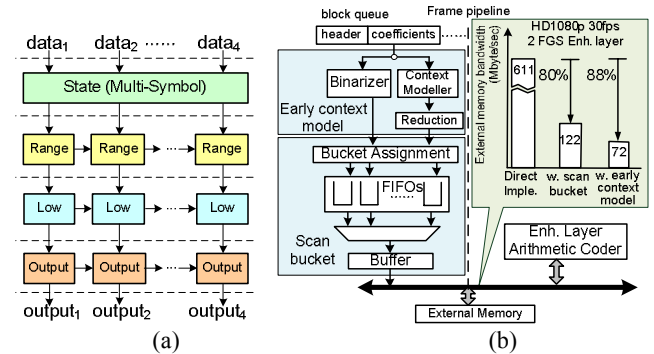 data1 data2 ...... data4
State (Multi-Symbol)
Range Range ... Range
Low Low ... Low
Output Output ... Output
output1 output2 output4
(a)
block queue
Frame pipeline
header coefficients
Binarizer
Context
Modeller
Early context
model
Reduction
Bucket Assignment
FIFOs
......
Scan
bucket
Buffer
External Memory
Enh. Layer
Arithmetic Coder
External memory bandwidth
(Mbyte/sec)
HD1080p 30fps
2 FGS Enh. layer
611
80%
88%
122
72
Direct
Imple.
w. scan
bucket
w. early
context
model
(b)